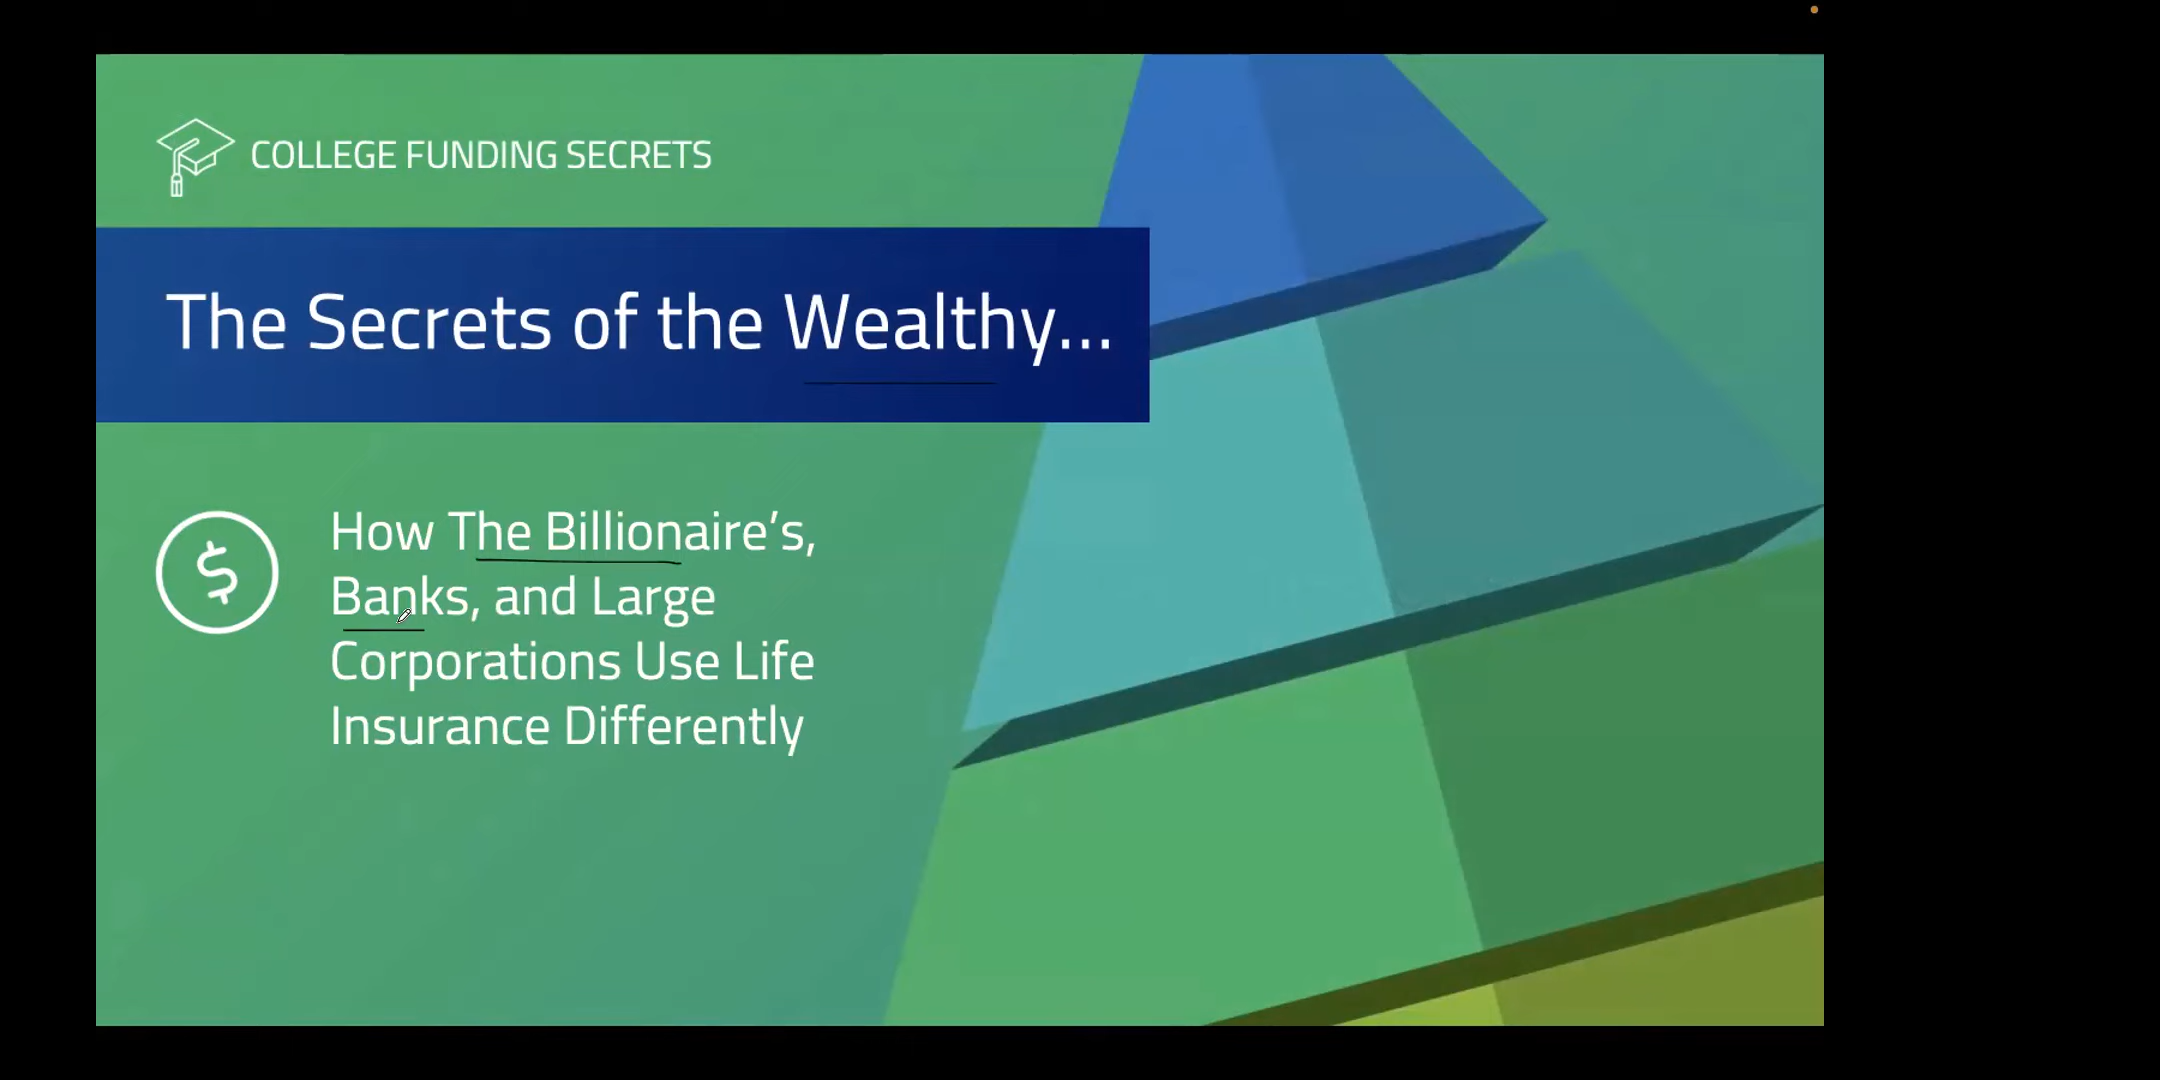 COLLEGE FUNDING SECRETS
The Secrets of the Wealthy...
$
How The Billionaire’s,
Banks, and Large
Corporations Use Life
Insurance Differently